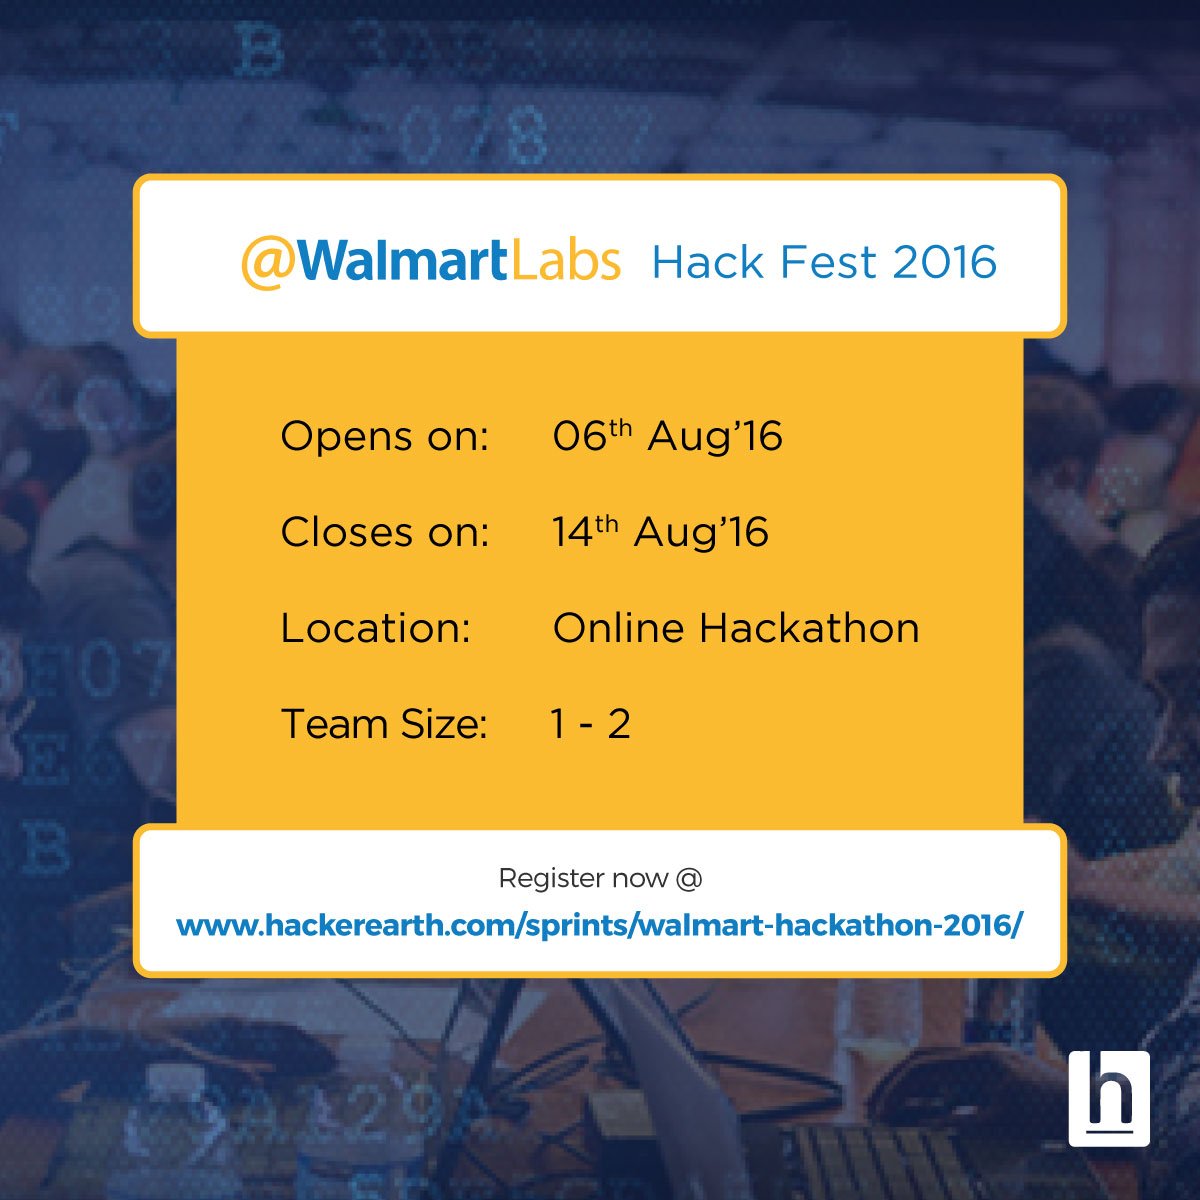 @WalmartLabs Hack Fest 2016
Opens on: 06th Aug’16
Closes on: 14th Aug’16
Location: Online Hackathon
Team Size: 1 - 2
Register now @
www.hackerearth.com/sprints/walmart-hackathon-2016/
h